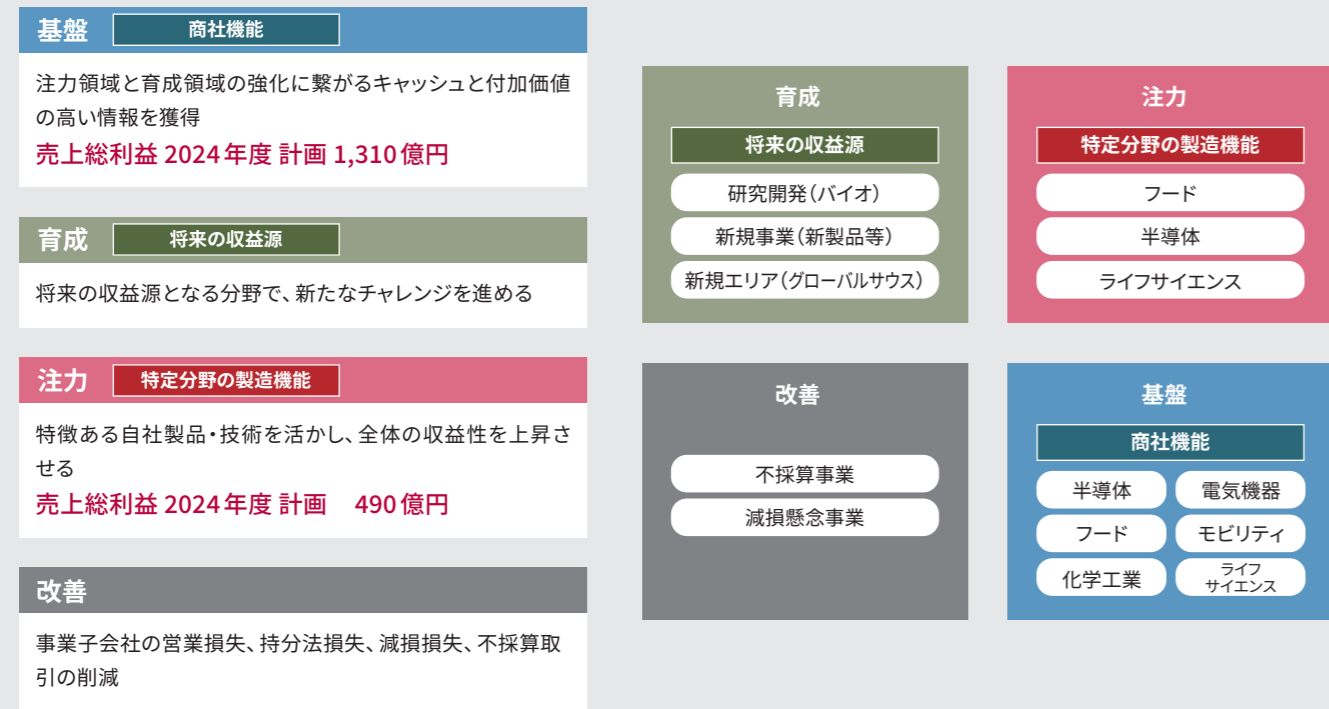 基盤 商社機能
注力領域と育成領域の強化に繋がるキャッシュと付加価値
の高い情報を獲得
売上総利益 2024年度 計画 1,310億円
育成 将来の収益源
将来の収益源となる分野で、新たなチャレンジを進める
注力 特定分野の製造機能
特徴ある自社製品・技術を活かし、全体の収益性を上昇さ
せる
売上総利益 2024年度 計画 490億円
改善
事業子会社の営業損失、持分法損失、減損損失、不採算取
引の削減
育成
将来の収益源
研究開発(バイオ)
新規事業(新製品等)
新規エリア(グローバルサウス)
注力
特定分野の製造機能
フード
半導体
ライフサイエンス
改善
不採算事業
減損懸念事業
基盤
商社機能
半導体 電気機器
フード モビリティ
化学工業 ライフ
サイエンス